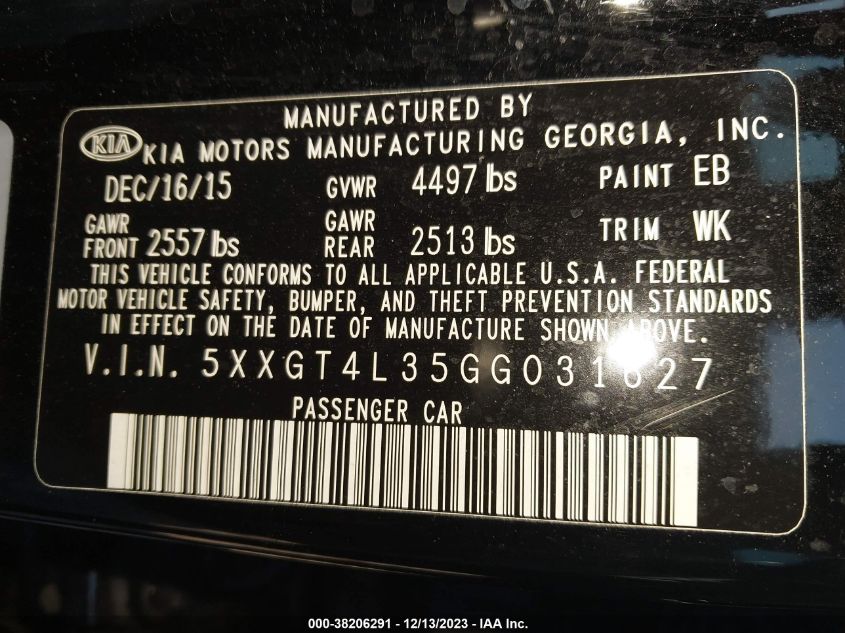 MANUFACTURED BY
KIA KIA MOTORS MANUFACTURING GEORGIA, INC.
DEC/16/15 GVWR 4497 lbs PAINT EB
GAWR FRONT 2557 lbs GAWR REAR 2513 lbs TRIM WK
THIS VEHICLE CONFORMS TO ALL APPLICABLE U.S.A. FEDERAL
MOTOR VEHICLE SAFETY, BUMPER, AND THEFT PREVENTION STANDARDS
IN EFFECT ON THE DATE OF MANUFACTURE SHOWN ABOVE.
V.I.N. 5XXGT4L35GG031627
PASSENGER CAR
000-38206291 - 12/13/2023 - IAA Inc.